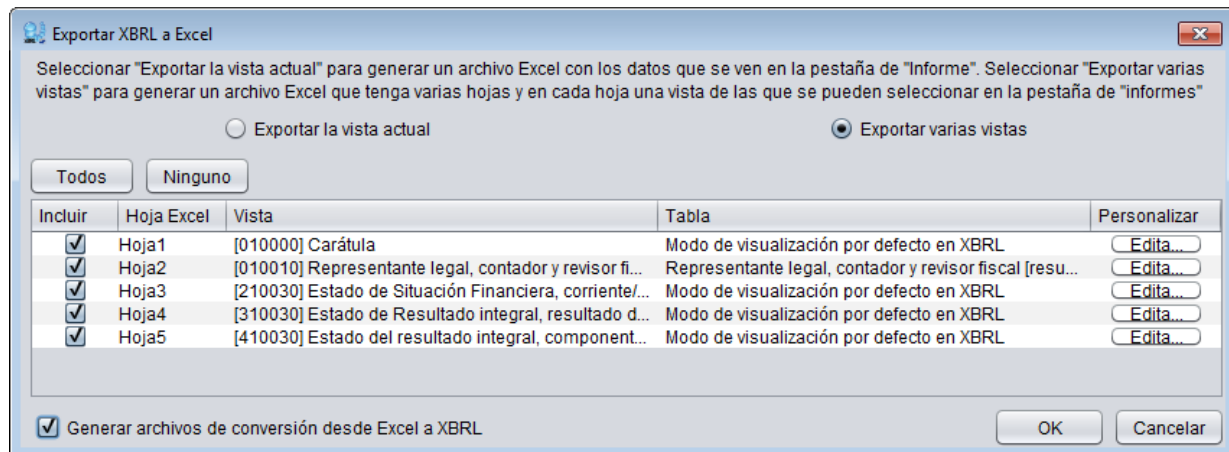 Exportar XBRL a Excel
Seleccionar "Exportar la vista actual" para generar un archivo Excel con los datos que se ven en la pestaña de "Informe". Seleccionar "Exportar varias
vistas" para generar un archivo Excel que tenga varias hojas y en cada hoja una vista de las que se pueden seleccionar en la pestaña de "informes"
Exportar la vista actual Exportar varias vistas
Todos Ninguno
Incluir Hoja Excel Vista Tabla Personalizar
Hoja1 [010000] Carátula Modo de visualización por defecto en XBRL Edita...
Hoja2 [010010] Representante legal, contador y revisor fi... Representante legal, contador y revisor fiscal [resu... Edita...
Hoja3 [210030] Estado de Situación Financiera, corriente/... Modo de visualización por defecto en XBRL Edita...
Hoja4 [310030] Estado de Resultado integral, resultado d... Modo de visualización por defecto en XBRL Edita...
Hoja5 [410030] Estado del resultado integral, component... Modo de visualización por defecto en XBRL Edita...
Generar archivos de conversión desde Excel a XBRL OK Cancelar